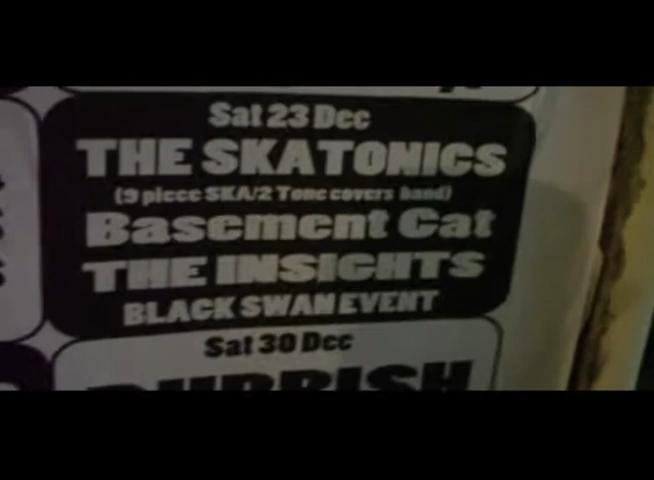 Sat 23 Dec
THE SKATONICS
(9 piece SKA/2 Tone covers band)
Basement Cat
THE INSIGHTS
BLACK SWAN EVENT
Sat 30 Dec
RUBBISH